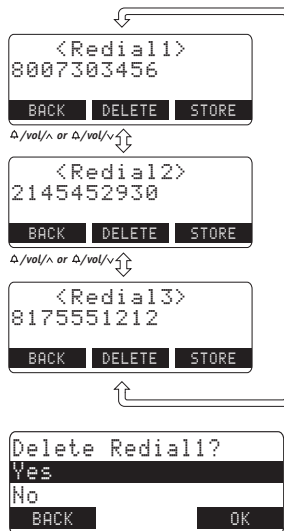 <Redial1>
8007303456
BACK DELETE STORE
/vol/∧ or /vol/∨
<Redial2>
2145452930
BACK DELETE STORE
/vol/∧ or /vol/∨
<Redial3>
8175551212
BACK DELETE STORE
Delete Redial1?
Yes
No
BACK OK